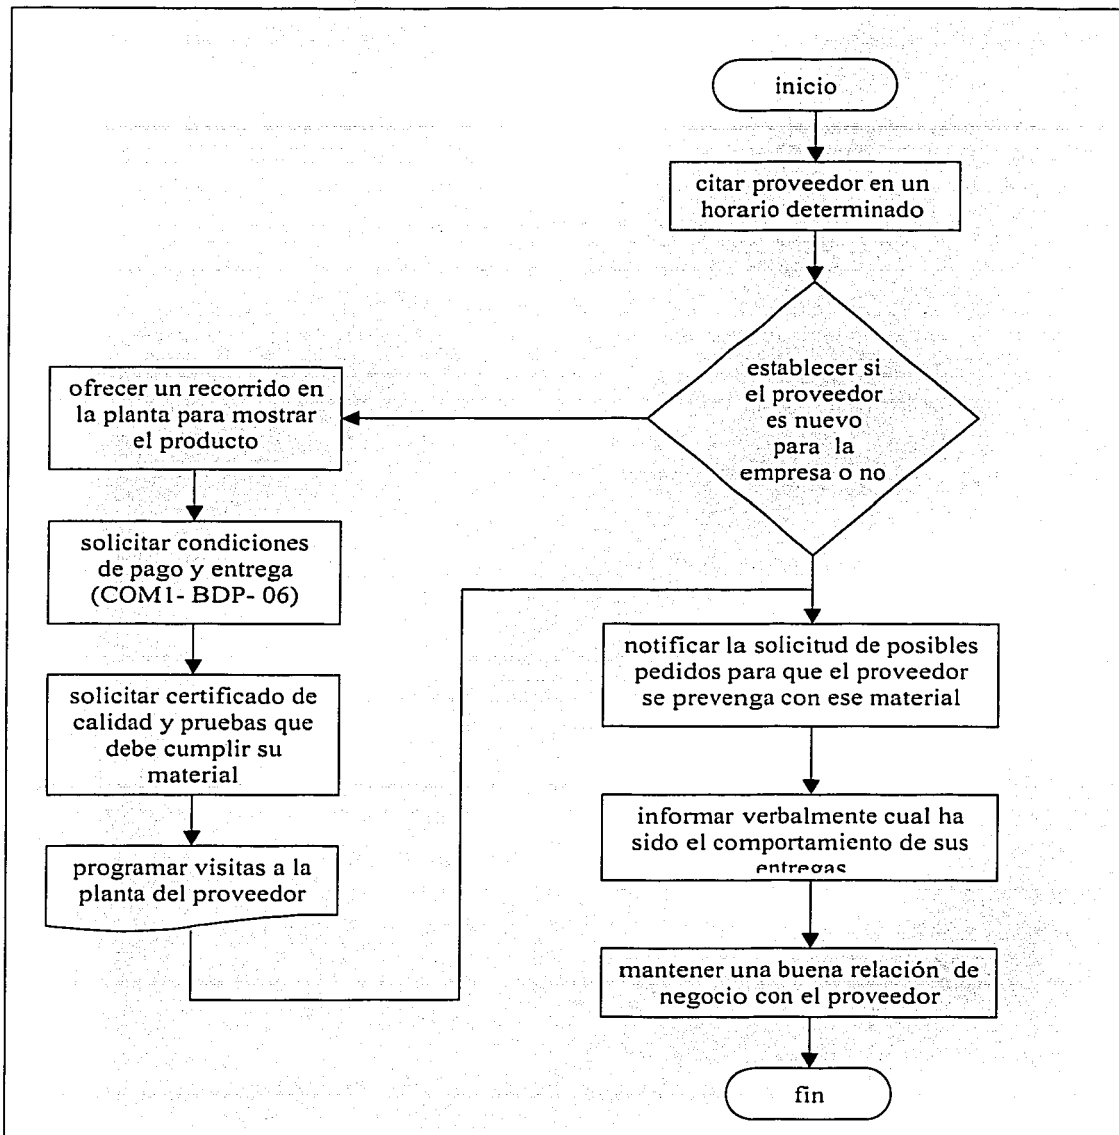 inicio
citar proveedor en un
horario determinado
establecer si
el proveedor
es nuevo
para la
empresa o no
ofrecer un recorrido en
la planta para mostrar
el producto
solicitar condiciones
de pago y entrega
(COM1- BDP- 06)
solicitar certificado de
calidad y pruebas que
debe cumplir su
material
programar visitas a la
planta del proveedor
notificar la solicitud de posibles
pedidos para que el proveedor
se prevenga con ese material
informar verbalmente cual ha
sido el comportamiento de sus
entregas
mantener una buena relación de
negocio con el proveedor
fin